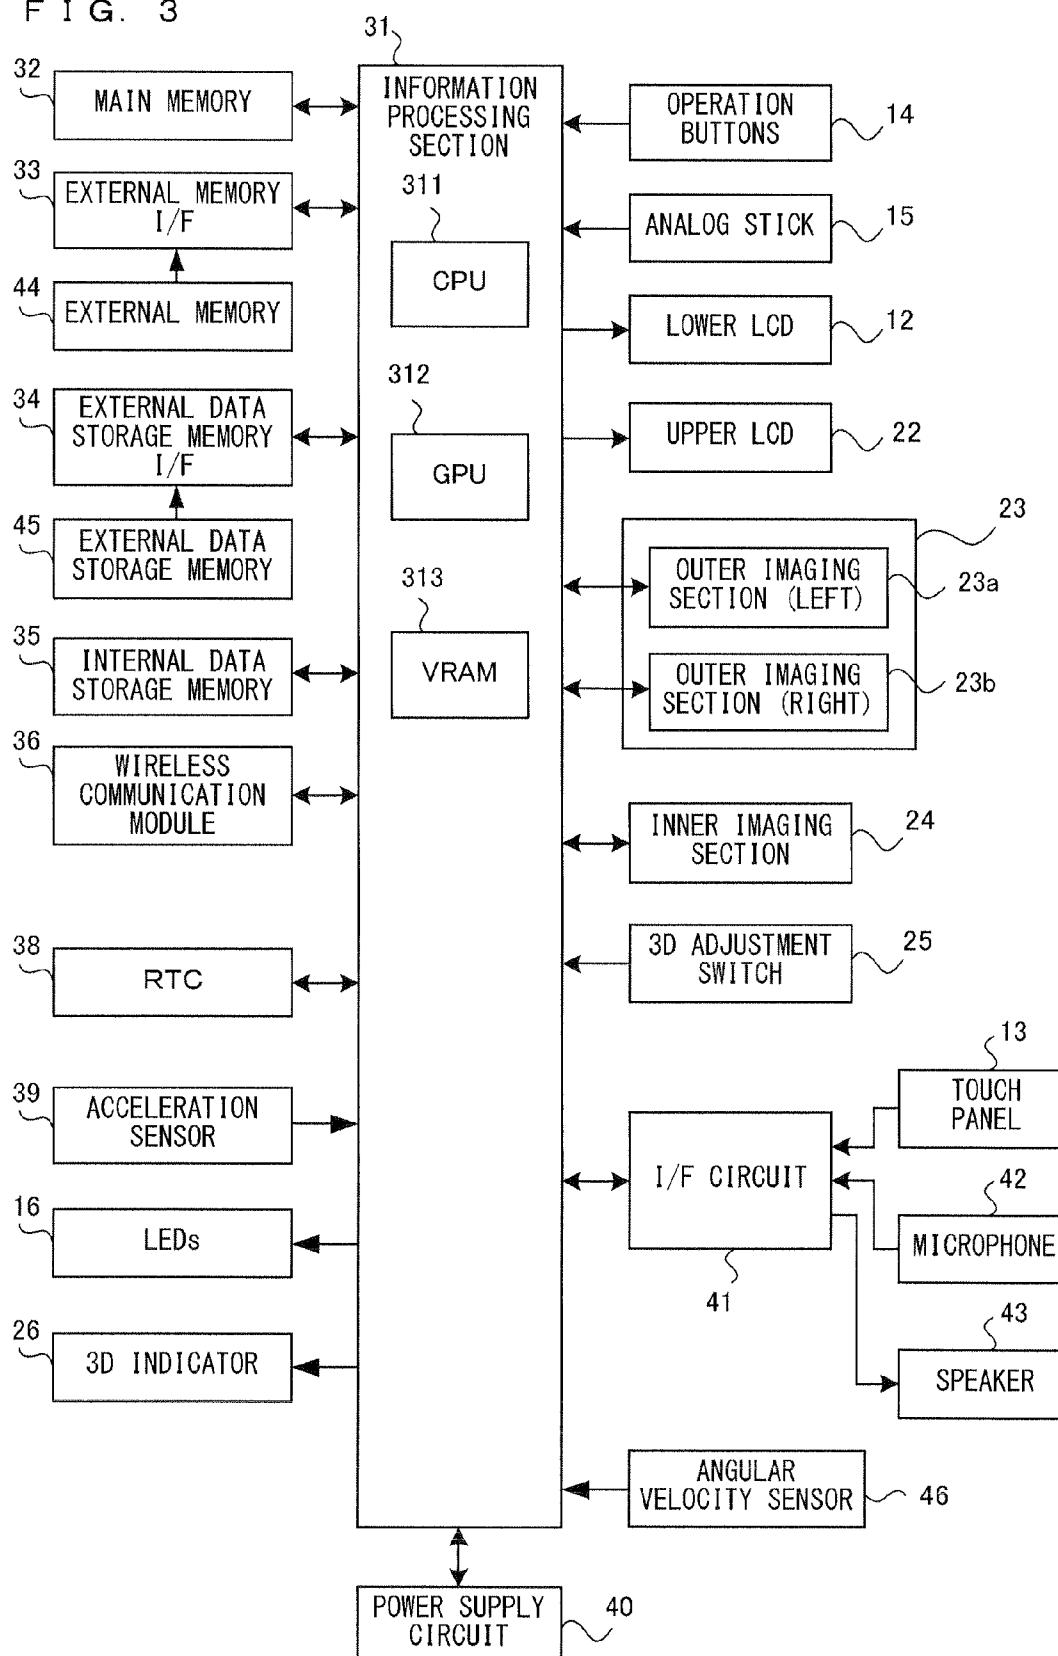 FIG. 3
31
32
MAIN MEMORY
33
EXTERNAL MEMORY
I/F
44
EXTERNAL MEMORY
34
EXTERNAL DATA
STORAGE MEMORY
I/F
45
EXTERNAL DATA
STORAGE MEMORY
35
INTERNAL DATA
STORAGE MEMORY
36
WIRELESS
COMMUNICATION
MODULE
38
RTC
39
ACCELERATION
SENSOR
16
LEDs
26
3D INDICATOR
INFORMATION
PROCESSING
SECTION
311
CPU
312
GPU
313
VRAM
OPERATION
BUTTONS
14
ANALOG STICK
15
LOWER LCD
12
UPPER LCD
22
23
OUTER IMAGING
SECTION (LEFT)
23a
OUTER IMAGING
SECTION (RIGHT)
23b
INNER IMAGING
SECTION
24
3D ADJUSTMENT
SWITCH
25
13
TOUCH
PANEL
I/F CIRCUIT
41
42
MICROPHONE
43
SPEAKER
ANGULAR
VELOCITY SENSOR
46
POWER SUPPLY
CIRCUIT
40